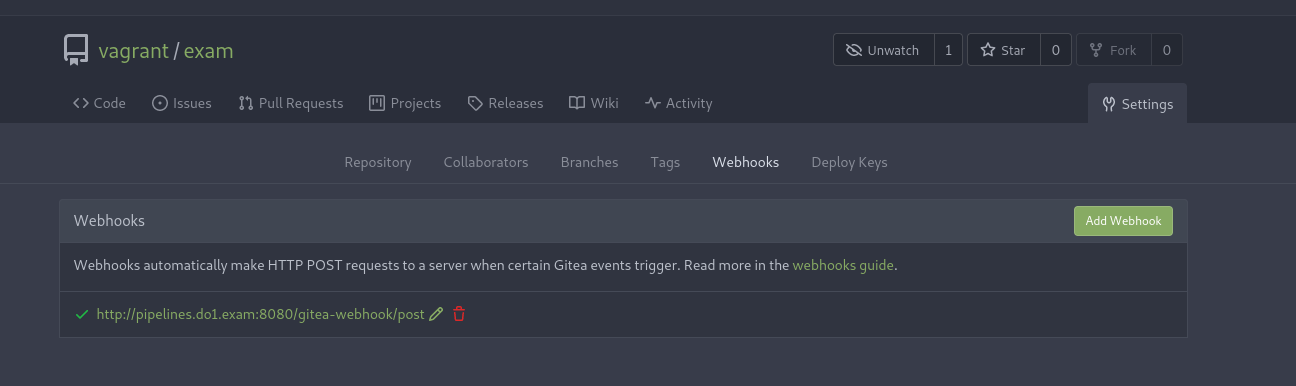 vagrant / exam
Unwatch 1 Star 0 Fork 0
Code Issues Pull Requests Projects Releases Wiki Activity Settings
Repository Collaborators Branches Tags Webhooks Deploy Keys
Webhooks Add Webhook
Webhooks automatically make HTTP POST requests to a server when certain Gitea events trigger. Read more in the webhooks guide.
http://pipelines.do1.exam:8080/gitea-webhook/post